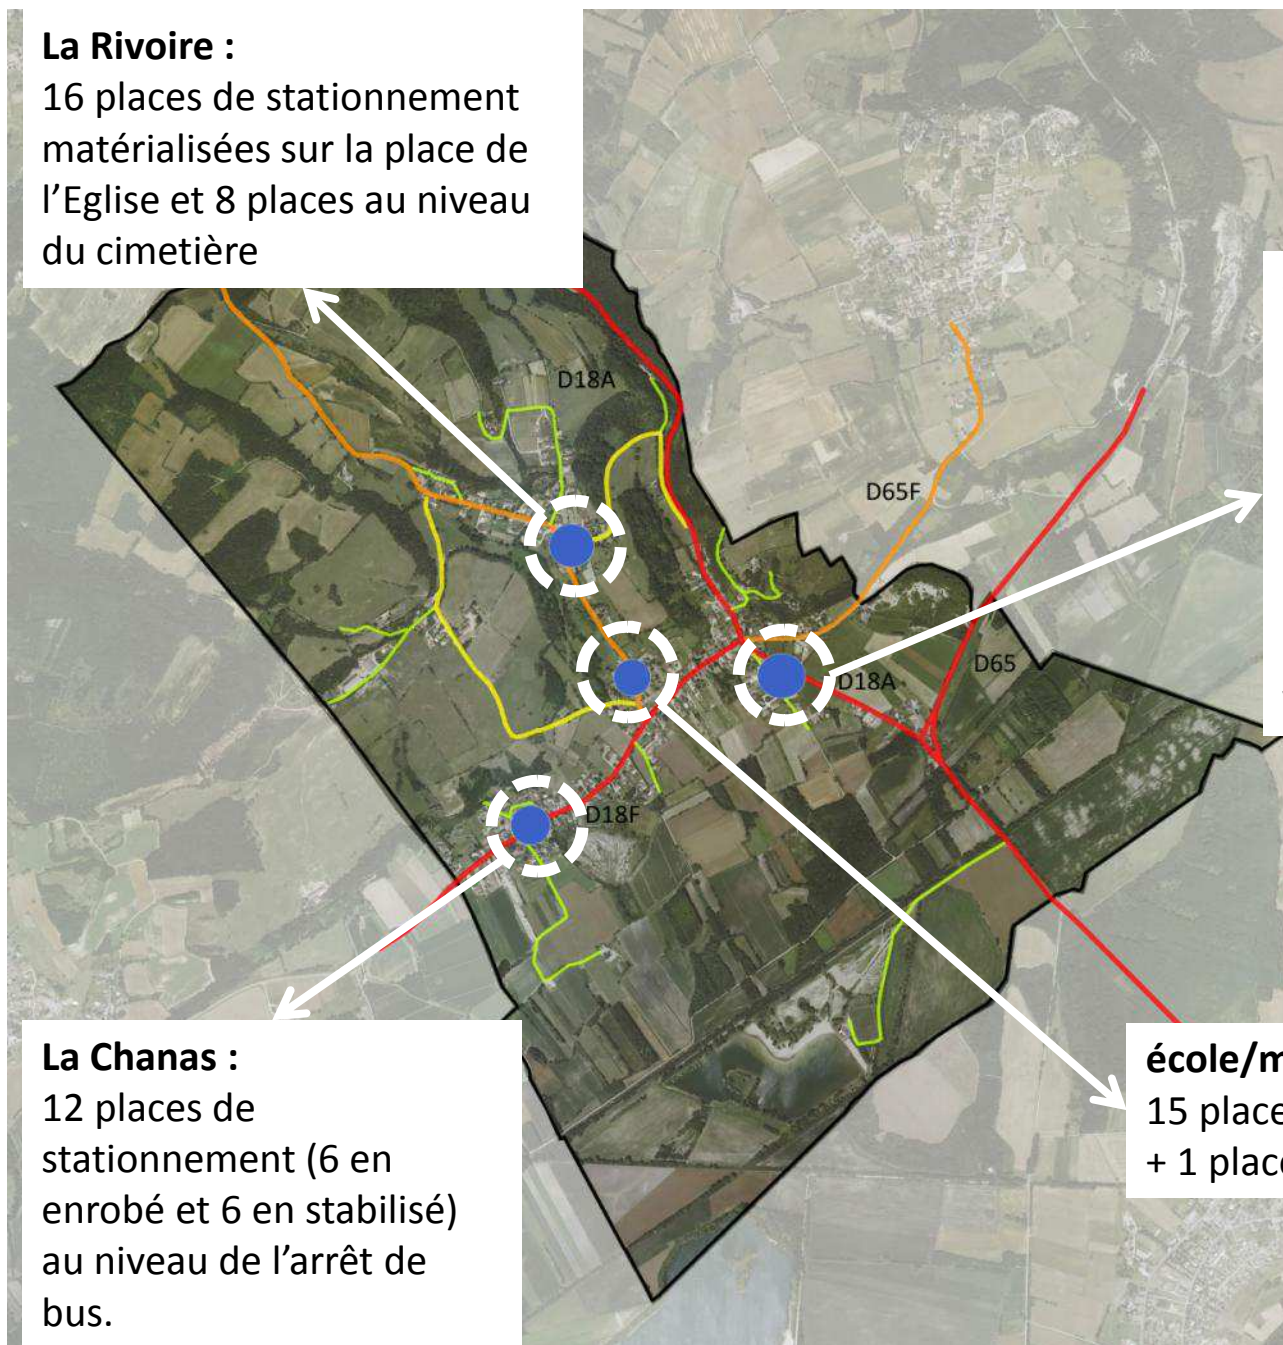 La Rivoire :
16 places de stationnement
matérialisées sur la place de
l’Eglise et 8 places au niveau
du cimetière
D18A
D65F
D65
D18A
D18F
La Chanas :
12 places de
stationnement (6 en
enrobé et 6 en stabilisé)
au niveau de l’arrêt de
bus.
école/m
15 place
+ 1 place